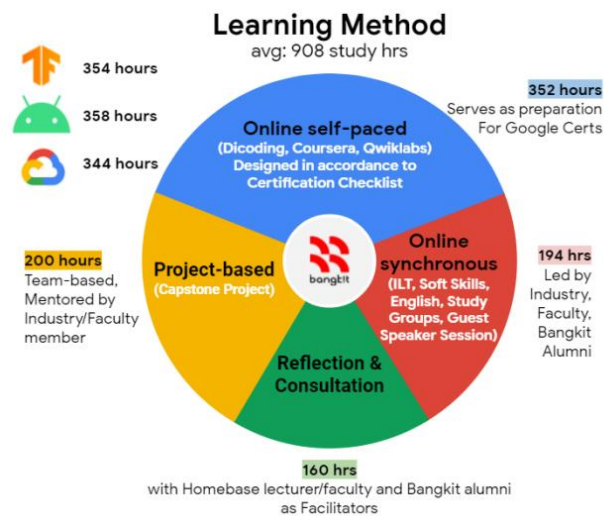 Learning Method
avg: 908 study hrs
354 hours
358 hours
344 hours
352 hours
Serves as preparation
For Google Certs
Online self-paced
(Dicoding, Coursera, Qwiklabs)
Designed in accordance to
Certification Checklist
200 hours
Team-based,
Mentored by
Industry/Faculty
member
Project-based
(Capstone Project)
bangkit
Online
synchronous
(ILT, Soft Skills,
English, Study
Groups, Guest
Speaker Session)
194 hrs
Led by
Industry,
Faculty,
Bangkit
Alumni
Reflection &
Consultation
160 hrs
with Homebase lecturer/faculty and Bangkit alumni
as Facilitators